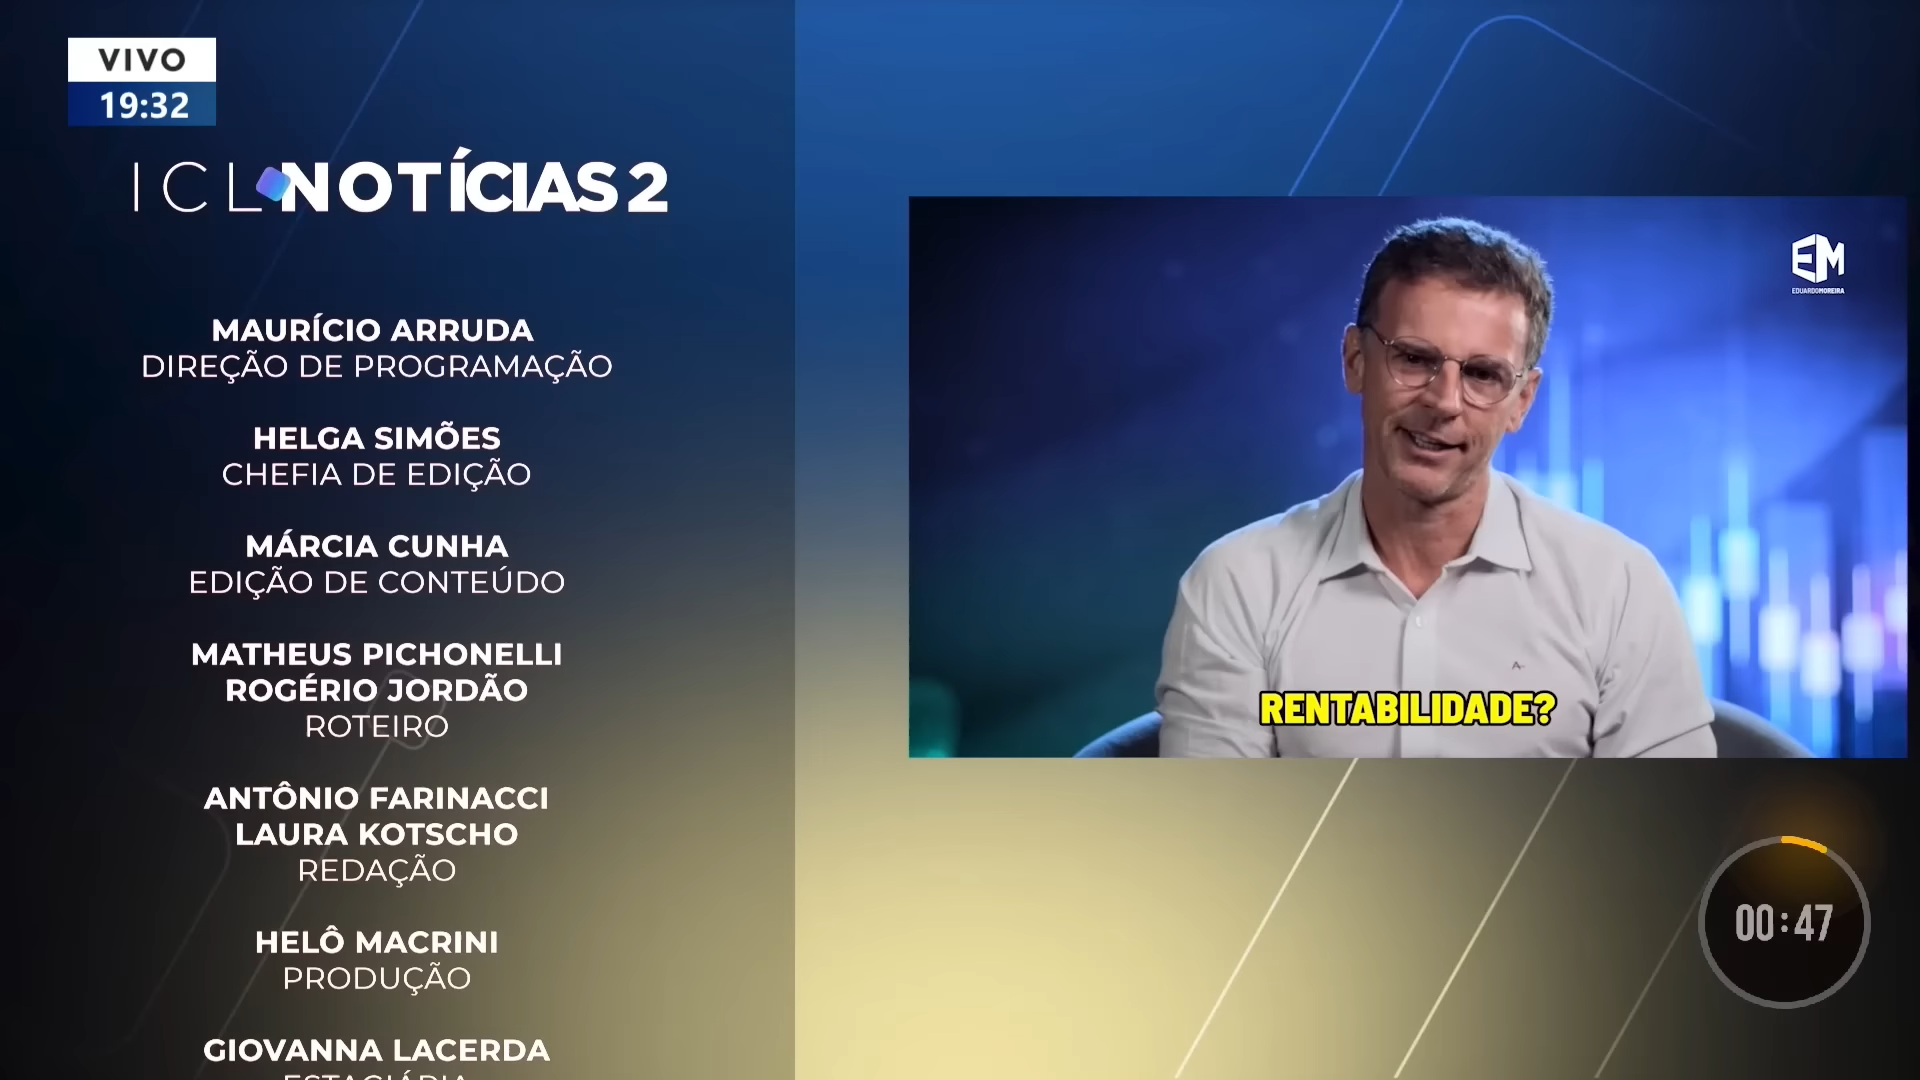 VIVO
19:32
ICL NOTÍCIAS 2
MAURÍCIO ARRUDA
DIREÇÃO DE PROGRAMAÇÃO
HELGA SIMÕES
CHEFIA DE EDIÇÃO
MÁRCIA CUNHA
EDIÇÃO DE CONTEÚDO
MATHEUS PICHONELLI
ROGÉRIO JORDÃO
ROTEIRO
ANTÔNIO FARINACCI
LAURA KOTSCHO
REDAÇÃO
HELÔ MACRINI
PRODUÇÃO
GIOVANNA LACERDA
ESTAGIÁRIA
EM
EDUARDOMOREIRA
RENTABILIDADE?
00:47